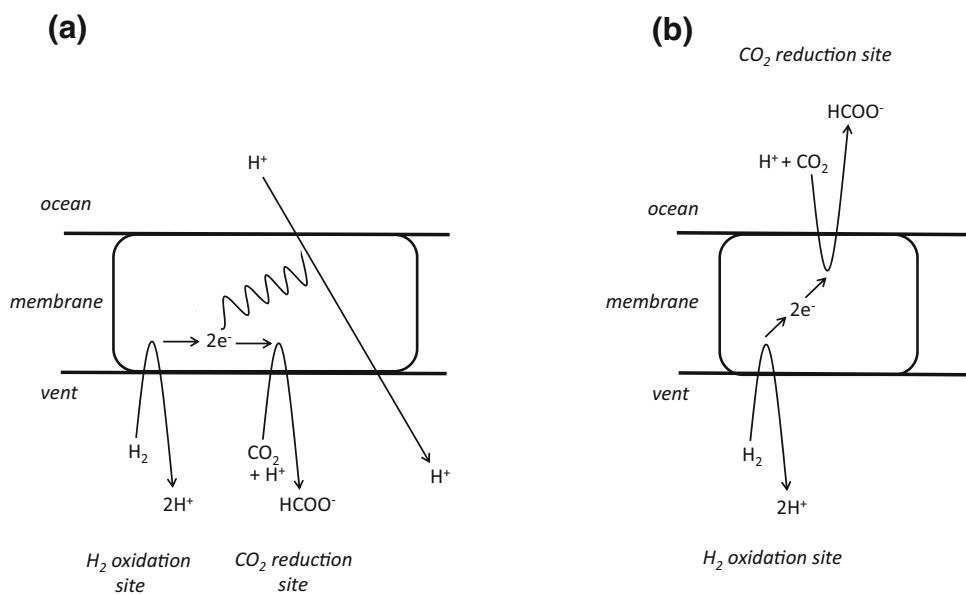 (a)
H⁺
ocean
membrane
2e⁻
vent
H₂
CO₂
+ H⁺
H⁺
2H⁺
HCOO⁻
H₂ oxidation
site
CO₂ reduction
site
(b)
CO₂ reduction site
HCOO⁻
H⁺ + CO₂
ocean
membrane
2e⁻
vent
H₂
2H⁺
H₂ oxidation site